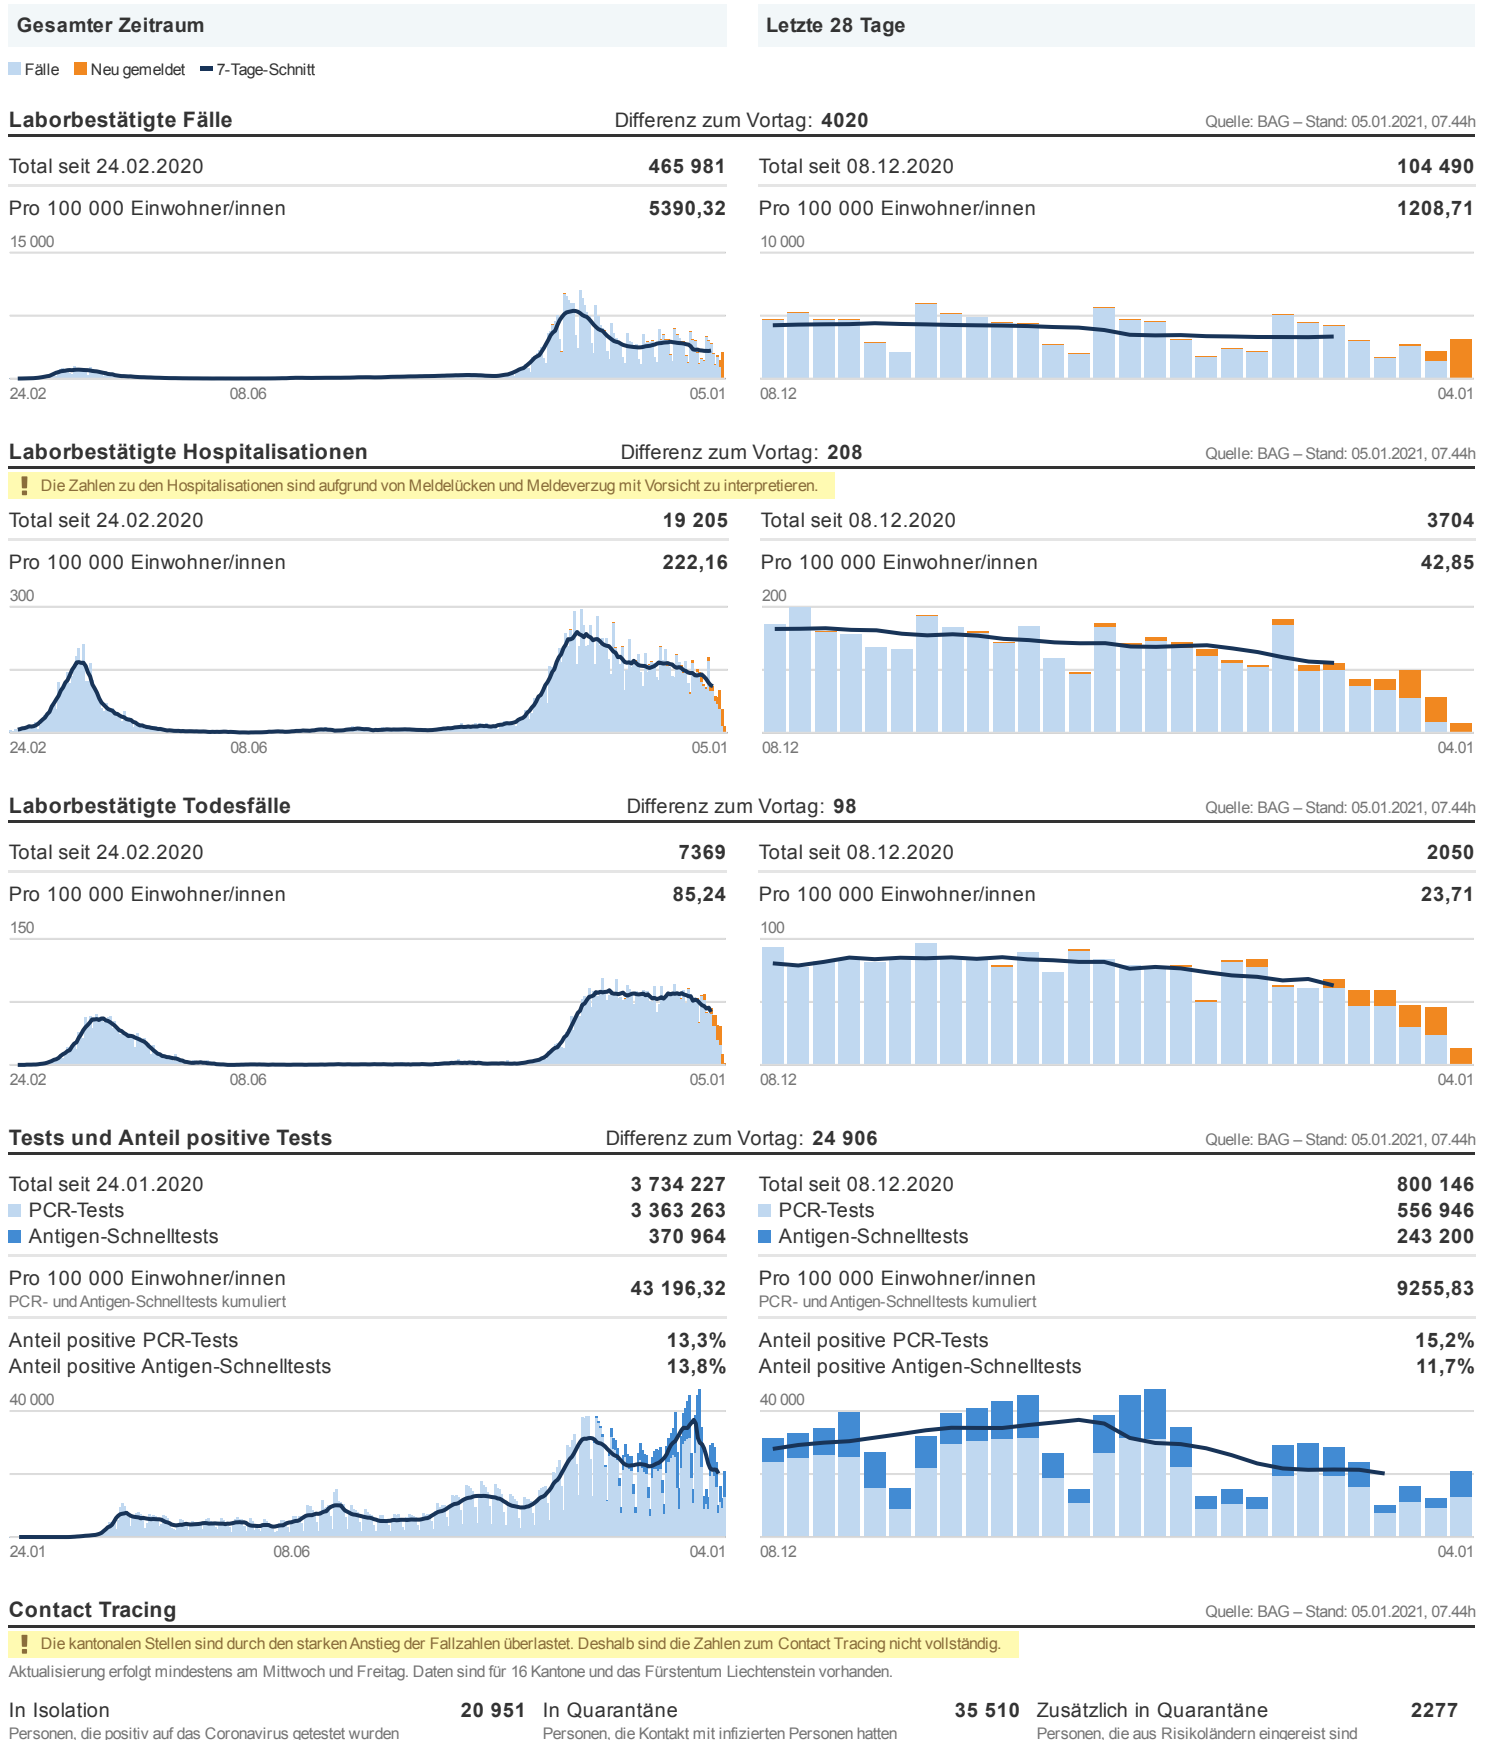 Gesamter Zeitraum
Letzte 28 Tage
Fälle Neu gemeldet 7-Tage-Schnitt
Laborbestätigte Fälle Differenz zum Vortag: 4020 Quelle: BAG – Stand: 05.01.2021, 07.44h
Total seit 24.02.2020 465 981
Pro 100 000 Einwohner/innen 5390,32
15 000
24.02 08.06 05.01
Total seit 08.12.2020 104 490
Pro 100 000 Einwohner/innen 1208,71
10 000
08.12 04.01
Laborbestätigte Hospitalisationen Differenz zum Vortag: 208 Quelle: BAG – Stand: 05.01.2021, 07.44h
! Die Zahlen zu den Hospitalisationen sind aufgrund von Meldelücken und Meldeverzug mit Vorsicht zu interpretieren.
Total seit 24.02.2020 19 205
Pro 100 000 Einwohner/innen 222,16
300
24.02 08.06 05.01
Total seit 08.12.2020 3704
Pro 100 000 Einwohner/innen 42,85
200
08.12 04.01
Laborbestätigte Todesfälle Differenz zum Vortag: 98 Quelle: BAG – Stand: 05.01.2021, 07.44h
Total seit 24.02.2020 7369
Pro 100 000 Einwohner/innen 85,24
150
24.02 08.06 05.01
Total seit 08.12.2020 2050
Pro 100 000 Einwohner/innen 23,71
100
08.12 04.01
Tests und Anteil positive Tests Differenz zum Vortag: 24 906 Quelle: BAG – Stand: 05.01.2021, 07.44h
Total seit 24.01.2020 3 734 227
PCR-Tests 3 363 263
Antigen-Schnelltests 370 964
Pro 100 000 Einwohner/innen 43 196,32
PCR- und Antigen-Schnelltests kumuliert
Anteil positive PCR-Tests 13,3%
Anteil positive Antigen-Schnelltests 13,8%
40 000
24.01 08.06 04.01
Total seit 08.12.2020 800 146
PCR-Tests 556 946
Antigen-Schnelltests 243 200
Pro 100 000 Einwohner/innen 9255,83
PCR- und Antigen-Schnelltests kumuliert
Anteil positive PCR-Tests 15,2%
Anteil positive Antigen-Schnelltests 11,7%
40 000
08.12 04.01
Contact Tracing Quelle: BAG – Stand: 05.01.2021, 07.44h
! Die kantonalen Stellen sind durch den starken Anstieg der Fallzahlen überlastet. Deshalb sind die Zahlen zum Contact Tracing nicht vollständig.
Aktualisierung erfolgt mindestens am Mittwoch und Freitag. Daten sind für 16 Kantone und das Fürstentum Liechtenstein vorhanden.
In Isolation 20 951
Personen, die positiv auf das Coronavirus getestet wurden
In Quarantäne 35 510
Personen, die Kontakt mit infizierten Personen hatten
Zusätzlich in Quarantäne 2277
Personen, die aus Risikoländern eingereist sind